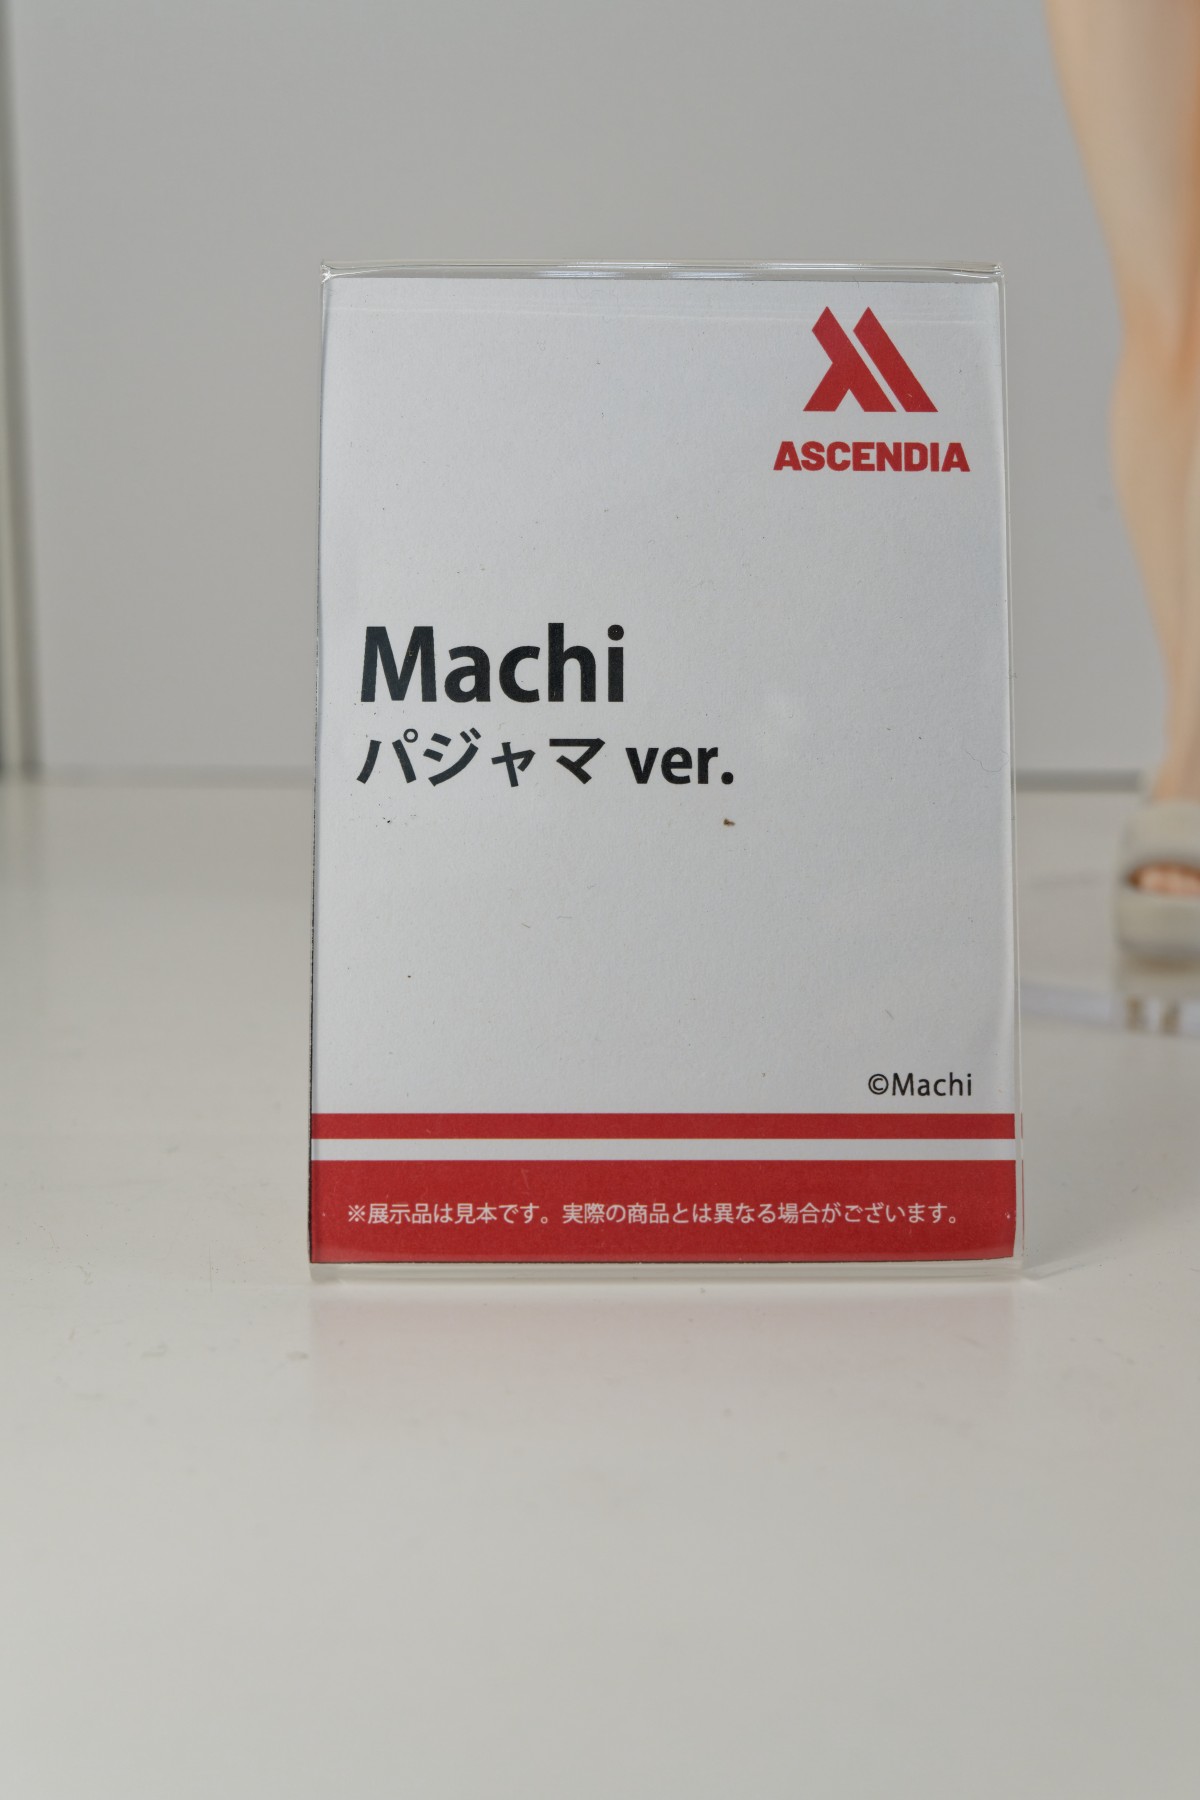 ASCENDIA
Machi
パジャマ ver.
©Machi
※展示品は見本です。実際の商品とは異なる場合がございます。